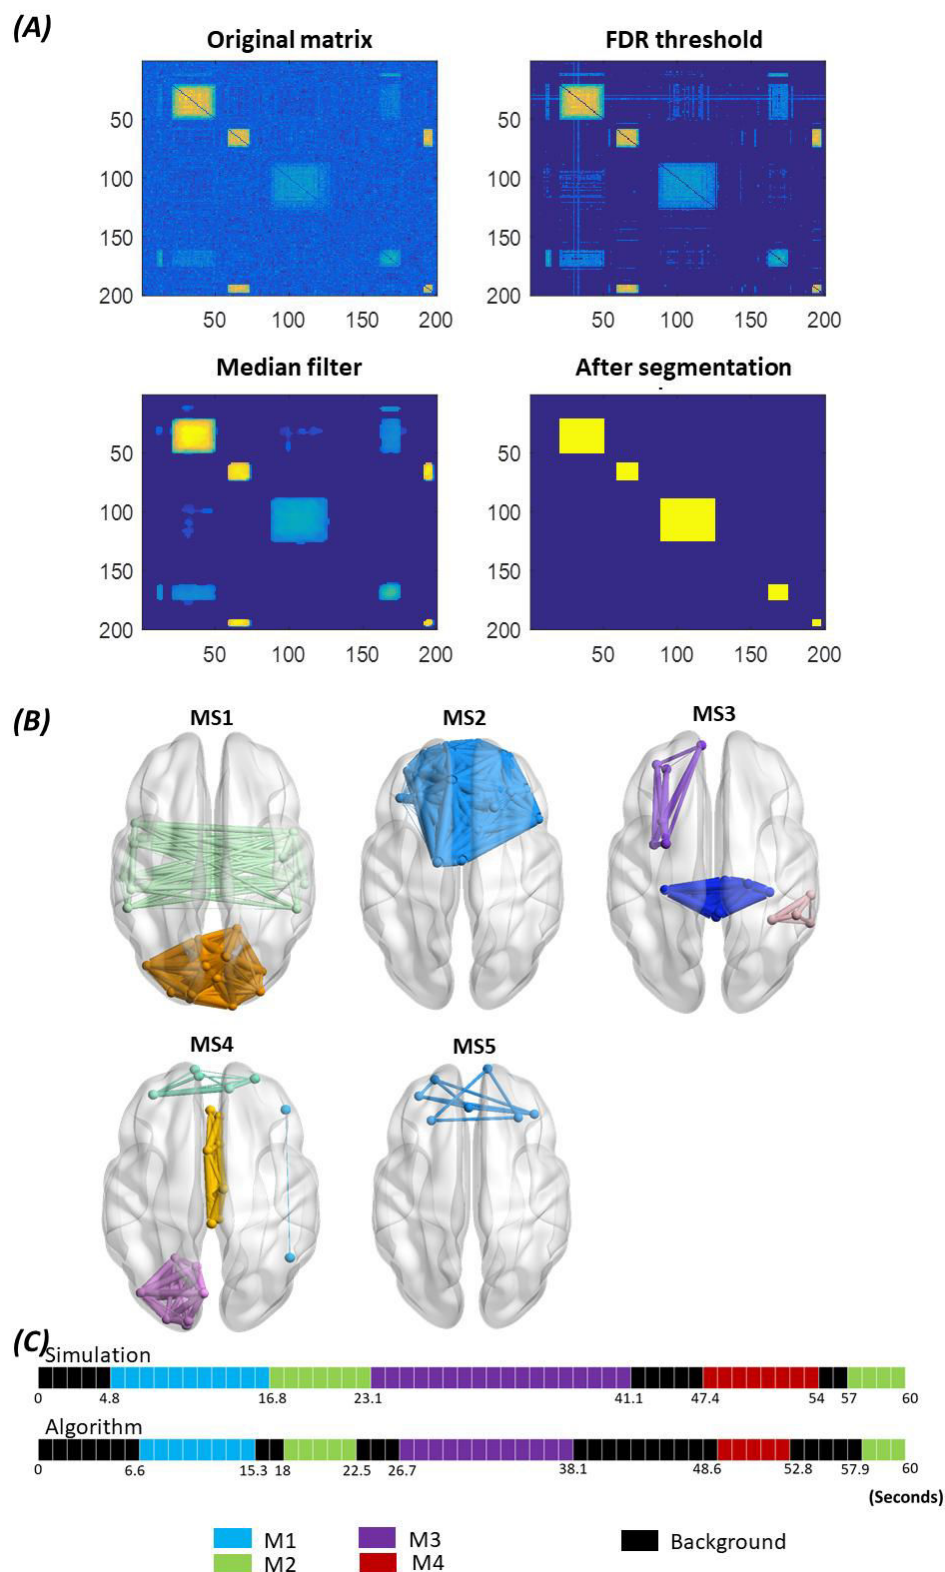 (A)
Original matrix
FDR threshold
50
100
150
200
50 100 150 200
50
100
150
200
50 100 150 200
Median filter
After segmentation
50
100
150
200
50 100 150 200
50
100
150
200
50 100 150 200
(B)
MS1
MS2
MS3
MS4
MS5
(C)
Simulation
0 4.8 16.8 23.1 41.1 47.4 54 57 60
Algorithm
0 6.6 15.3 18 22.5 26.7 38.1 48.6 52.8 57.9 60
(Seconds)
M1 M3 Background
M2 M4